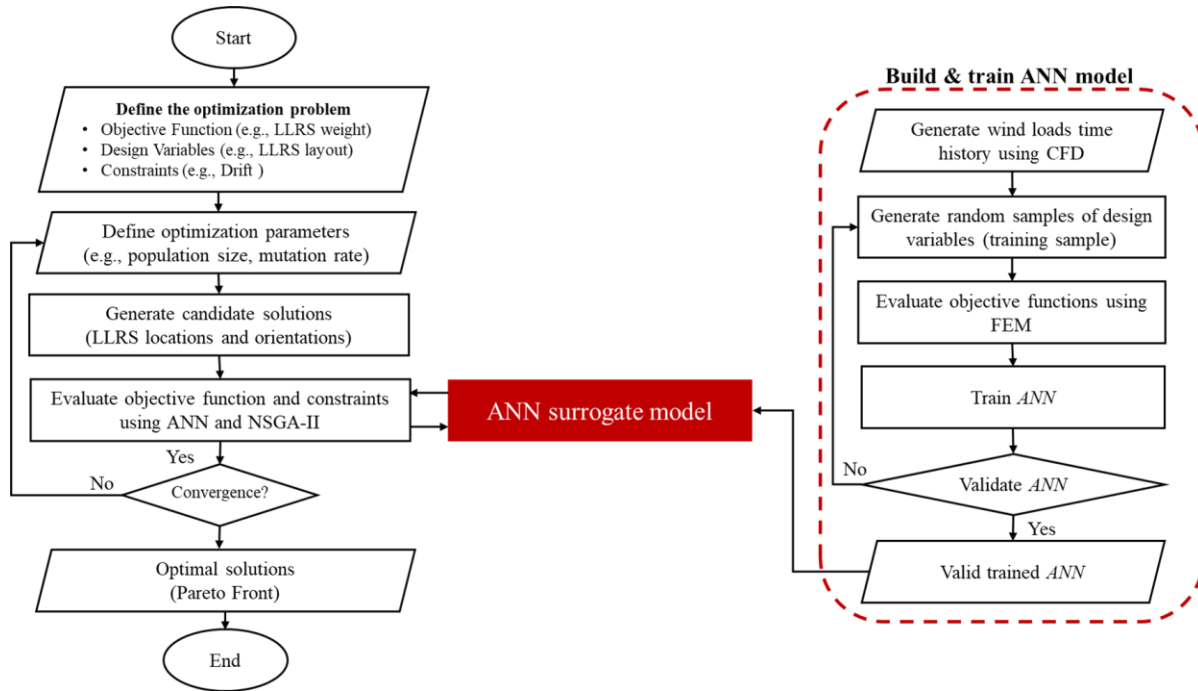 Start
Define the optimization problem
• Objective Function (e.g., LLRS weight)
• Design Variables (e.g., LLRS layout)
• Constraints (e.g., Drift )
Define optimization parameters
(e.g., population size, mutation rate)
Generate candidate solutions
(LLRS locations and orientations)
Evaluate objective function and constraints
using ANN and NSGA-II
Yes
No
Convergence?
Optimal solutions
(Pareto Front)
End
ANN surrogate model
Build & train ANN model
Generate wind loads time
history using CFD
Generate random samples of design
variables (training sample)
Evaluate objective functions using
FEM
Train ANN
No
Validate ANN
Yes
Valid trained ANN